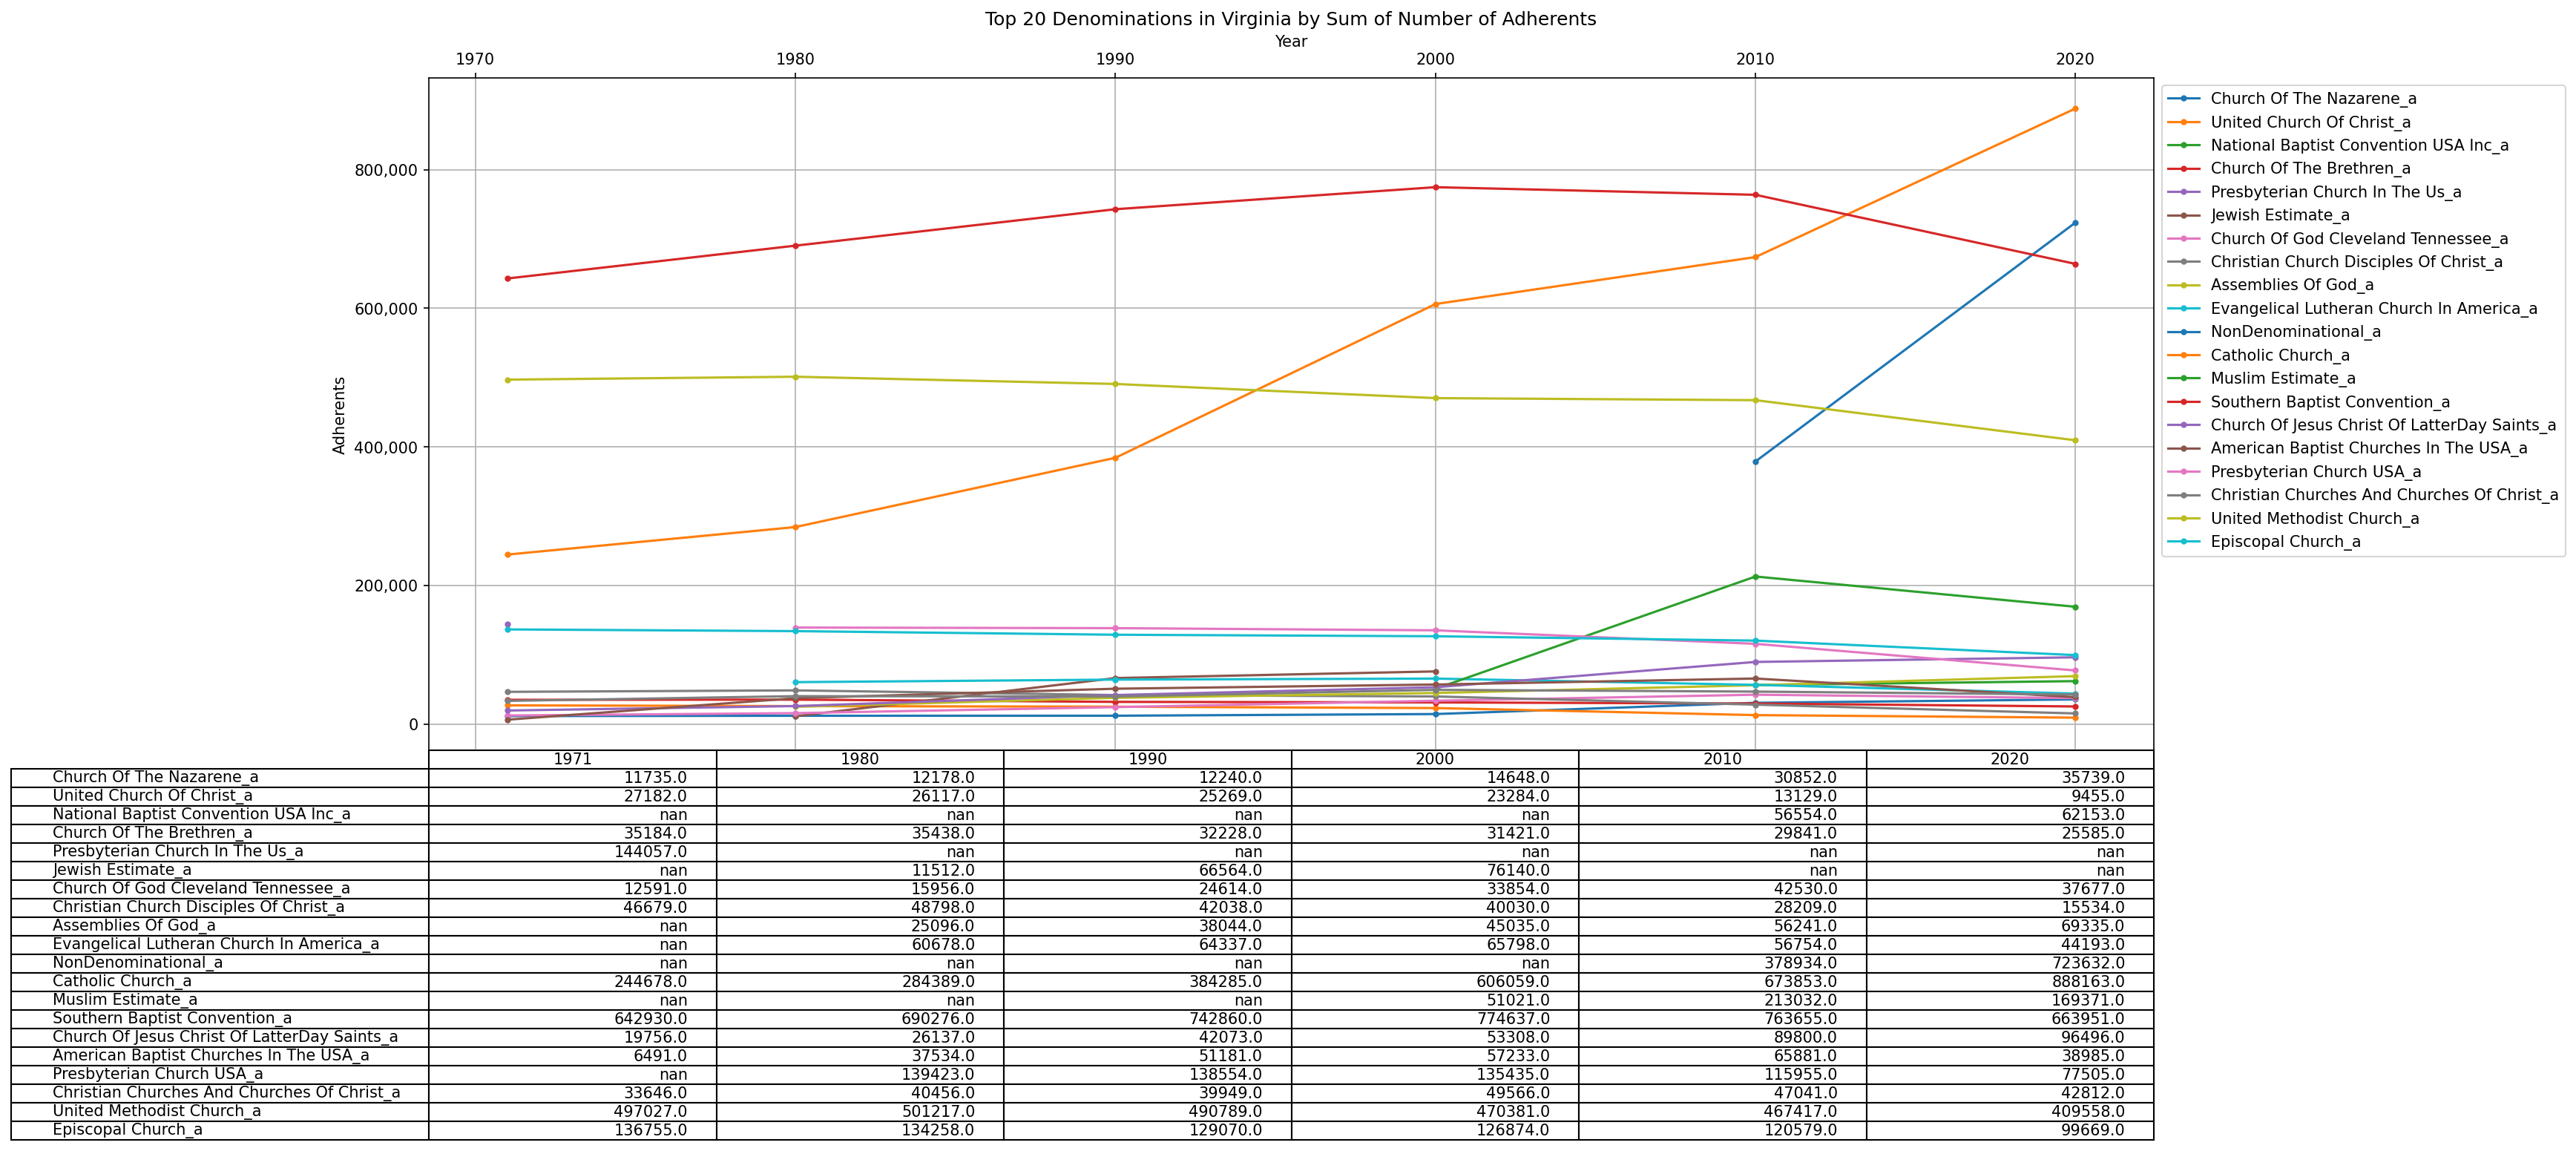 Top 20 Denominations in Virginia by Sum of Number of Adherents
Year
1970 1980 1990 2000 2010 2020
Adherents
800,000
600,000
400,000
200,000
0
Church Of The Nazarene_a
United Church Of Christ_a
National Baptist Convention USA Inc_a
Church Of The Brethren_a
Presbyterian Church In The Us_a
Jewish Estimate_a
Church Of God Cleveland Tennessee_a
Christian Church Disciples Of Christ_a
Assemblies Of God_a
Evangelical Lutheran Church In America_a
NonDenominational_a
Catholic Church_a
Muslim Estimate_a
Southern Baptist Convention_a
Church Of Jesus Christ Of LatterDay Saints_a
American Baptist Churches In The USA_a
Presbyterian Church USA_a
Christian Churches And Churches Of Christ_a
United Methodist Church_a
Episcopal Church_a
1971 1980 1990 2000 2010 2020
Church Of The Nazarene_a 11735.0 12178.0 12240.0 14648.0 30852.0 35739.0
United Church Of Christ_a 27182.0 26117.0 25269.0 23284.0 13129.0 9455.0
National Baptist Convention USA Inc_a nan nan nan nan 56554.0 62153.0
Church Of The Brethren_a 35184.0 35438.0 32228.0 31421.0 29841.0 25585.0
Presbyterian Church In The Us_a 144057.0 nan nan nan nan nan
Jewish Estimate_a nan 11512.0 66564.0 76140.0 nan nan
Church Of God Cleveland Tennessee_a 12591.0 15956.0 24614.0 33854.0 42530.0 37677.0
Christian Church Disciples Of Christ_a 46679.0 48798.0 42038.0 40030.0 28209.0 15534.0
Assemblies Of God_a nan 25096.0 38044.0 45035.0 56241.0 69335.0
Evangelical Lutheran Church In America_a nan 60678.0 64337.0 65798.0 56754.0 44193.0
NonDenominational_a nan nan nan nan 378934.0 723632.0
Catholic Church_a 244678.0 284389.0 384285.0 606059.0 673853.0 888163.0
Muslim Estimate_a nan nan nan 51021.0 213032.0 169371.0
Southern Baptist Convention_a 642930.0 690276.0 742860.0 774637.0 763655.0 663951.0
Church Of Jesus Christ Of LatterDay Saints_a 19756.0 26137.0 42073.0 53308.0 89800.0 96496.0
American Baptist Churches In The USA_a 6491.0 37534.0 51181.0 57233.0 65881.0 38985.0
Presbyterian Church USA_a nan 139423.0 138554.0 135435.0 115955.0 77505.0
Christian Churches And Churches Of Christ_a 33646.0 40456.0 39949.0 49566.0 47041.0 42812.0
United Methodist Church_a 497027.0 501217.0 490789.0 470381.0 467417.0 409558.0
Episcopal Church_a 136755.0 134258.0 129070.0 126874.0 120579.0 99669.0